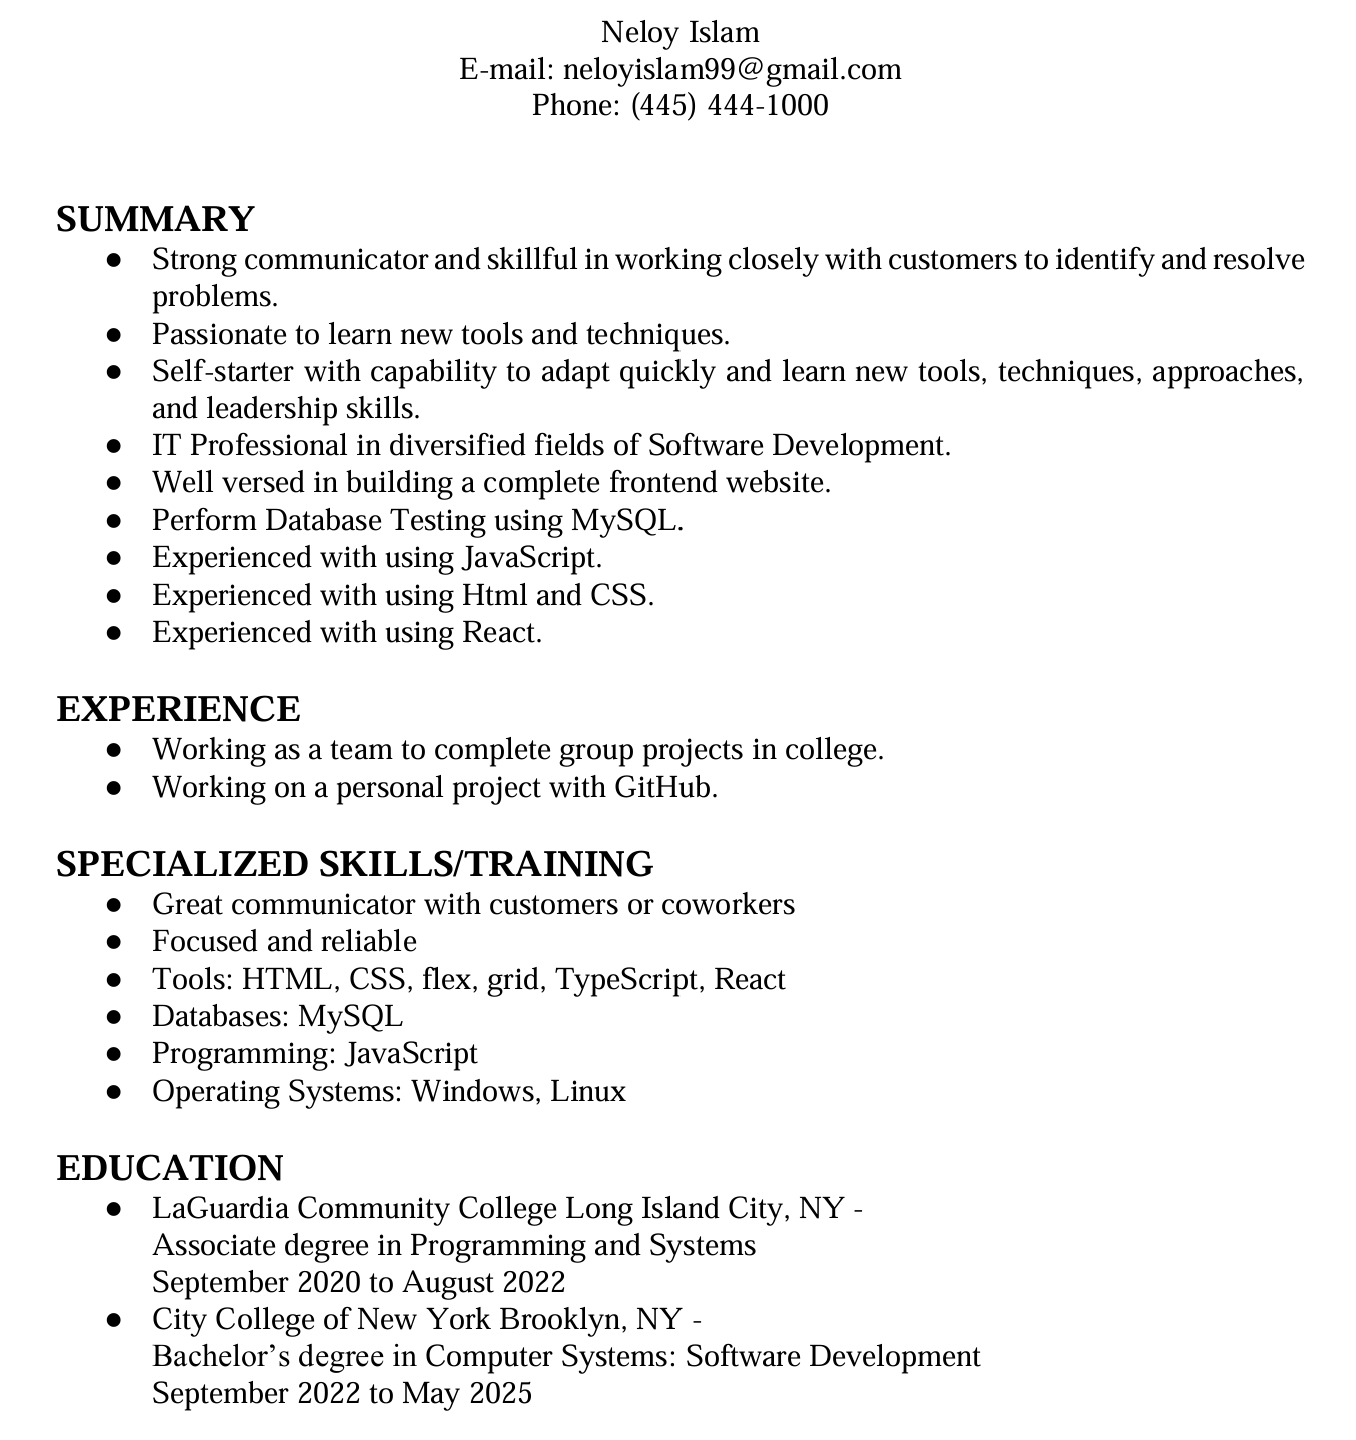 Neloy Islam
E-mail: neloyislam99@gmail.com
Phone: (445) 444-1000
SUMMARY
● Strong communicator and skillful in working closely with customers to identify and resolve
problems.
● Passionate to learn new tools and techniques.
● Self-starter with capability to adapt quickly and learn new tools, techniques, approaches,
and leadership skills.
● IT Professional in diversified fields of Software Development.
● Well versed in building a complete frontend website.
● Perform Database Testing using MySQL.
● Experienced with using JavaScript.
● Experienced with using Html and CSS.
● Experienced with using React.
EXPERIENCE
● Working as a team to complete group projects in college.
● Working on a personal project with GitHub.
SPECIALIZED SKILLS/TRAINING
● Great communicator with customers or coworkers
● Focused and reliable
● Tools: HTML, CSS, flex, grid, TypeScript, React
● Databases: MySQL
● Programming: JavaScript
● Operating Systems: Windows, Linux
EDUCATION
● LaGuardia Community College Long Island City, NY -
Associate degree in Programming and Systems
September 2020 to August 2022
● City College of New York Brooklyn, NY -
Bachelor’s degree in Computer Systems: Software Development
September 2022 to May 2025